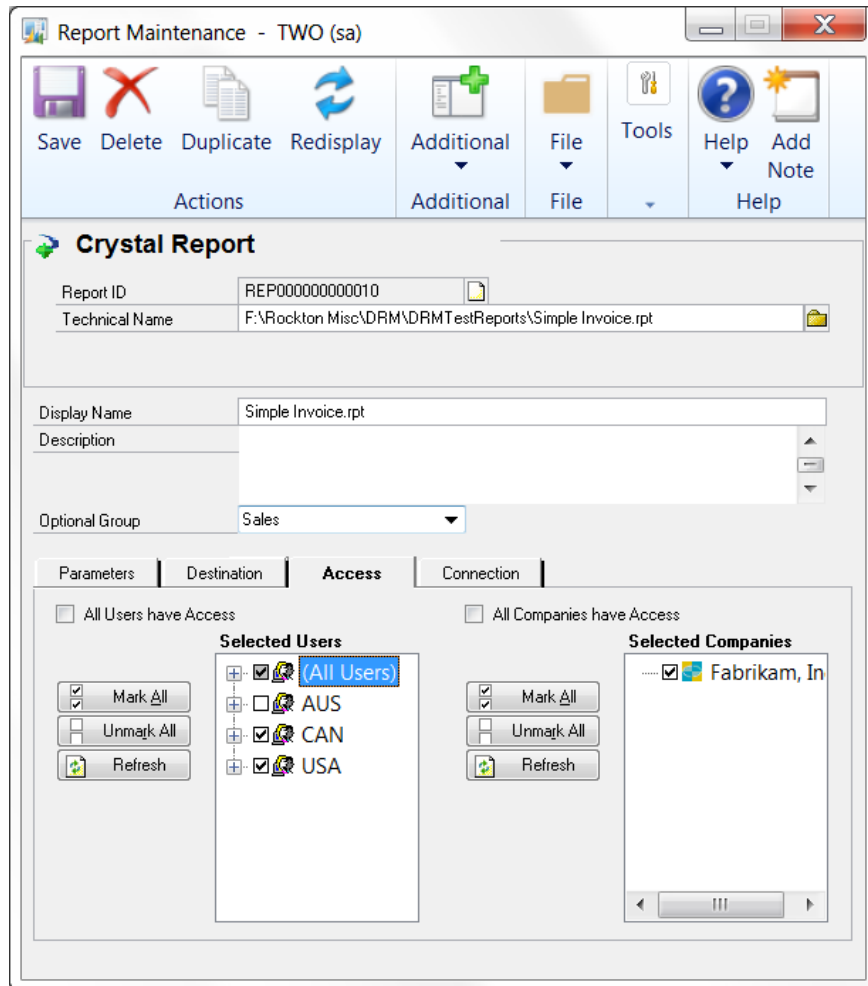 Report Maintenance - TWO (sa)
X
Save Delete Duplicate Redisplay Additional File Tools Help Add Note
Actions Additional File Help
Crystal Report
Report ID REP000000000010
Technical Name F:\Rockton Misc\DRM\DRMTestReports\Simple Invoice.rpt
Display Name Simple Invoice.rpt
Description
Optional Group Sales
Parameters Destination Access Connection
All Users have Access All Companies have Access
Selected Users Selected Companies
(All Users) Fabrikam, In
Mark All AUS Mark All
Unmark All CAN Unmark All
Refresh USA Refresh